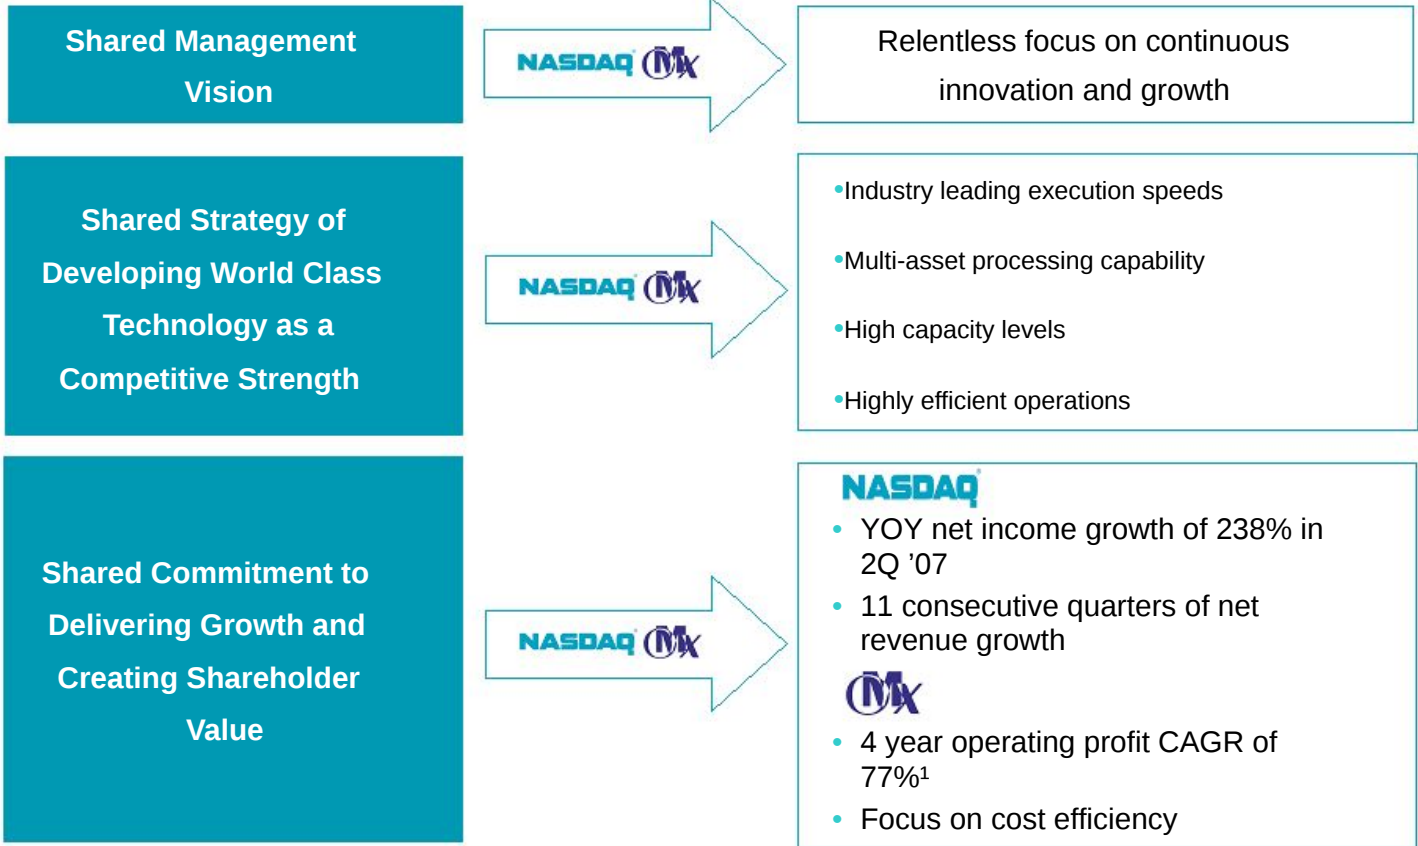 Shared Management
Vision
NASDAQ OMX
Relentless focus on continuous
innovation and growth
Shared Strategy of
Developing World Class
Technology as a
Competitive Strength
NASDAQ OMX
•Industry leading execution speeds
•Multi-asset processing capability
•High capacity levels
•Highly efficient operations
Shared Commitment to
Delivering Growth and
Creating Shareholder
Value
NASDAQ OMX
NASDAQ
• YOY net income growth of 238% in
2Q ’07
• 11 consecutive quarters of net
revenue growth
OMX
• 4 year operating profit CAGR of
77%¹
• Focus on cost efficiency